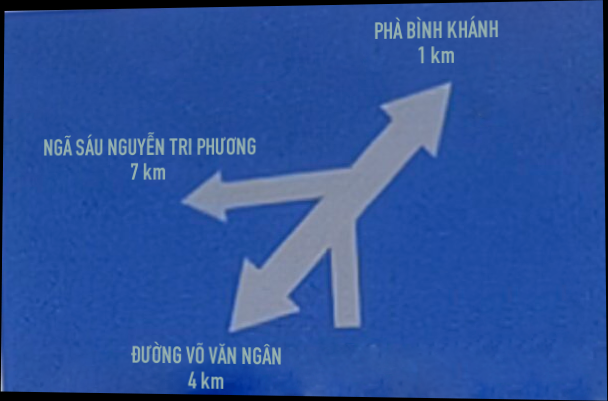 PHÀ BÌNH KHÁNH
1 km
NGÃ SÁU NGUYỄN TRI PHƯƠNG
7 km
ĐƯỜNG VÕ VĂN NGÂN
4 km